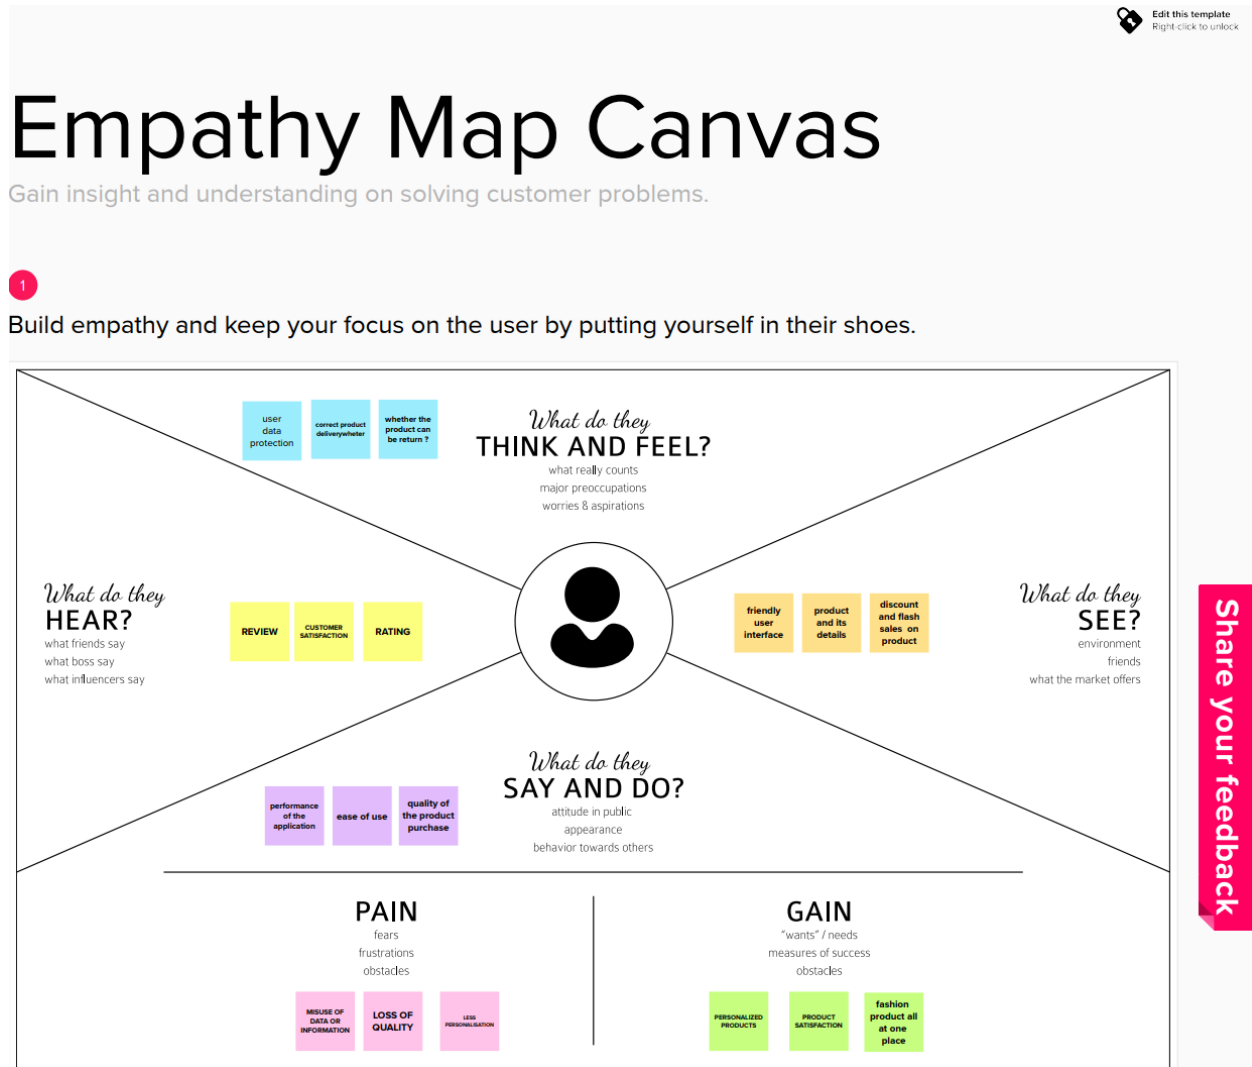 Edit this template
Right-click to unlock
Empathy Map Canvas
Gain insight and understanding on solving customer problems.
1
Build empathy and keep your focus on the user by putting yourself in their shoes.
user
data
protection
correct product
deliverywheter
whether the
product can
be return ?
What do they
THINK AND FEEL?
what really counts
major preoccupations
worries & aspirations
What do they
HEAR?
what friends say
what boss say
what influencers say
REVIEW
CUSTOMER
SATISFACTION
RATING
friendly
user
interface
product
and its
details
discount
and flash
sales on
product
What do they
SEE?
environment
friends
what the market offers
Share your feedback
What do they
SAY AND DO?
attitude in public
appearance
behavior towards others
performance
of the
application
ease of use
quality of
the product
purchase
PAIN
fears
frustrations
obstacles
MISUSE OF
DATA OR
INFORMATION
LOSS OF
QUALITY
LESS
PERSONALISATION
GAIN
"wants" / needs
measures of success
obstacles
PERSONALIZED
PRODUCTS
PRODUCT
SATISFACTION
fashion
product all
at one
place